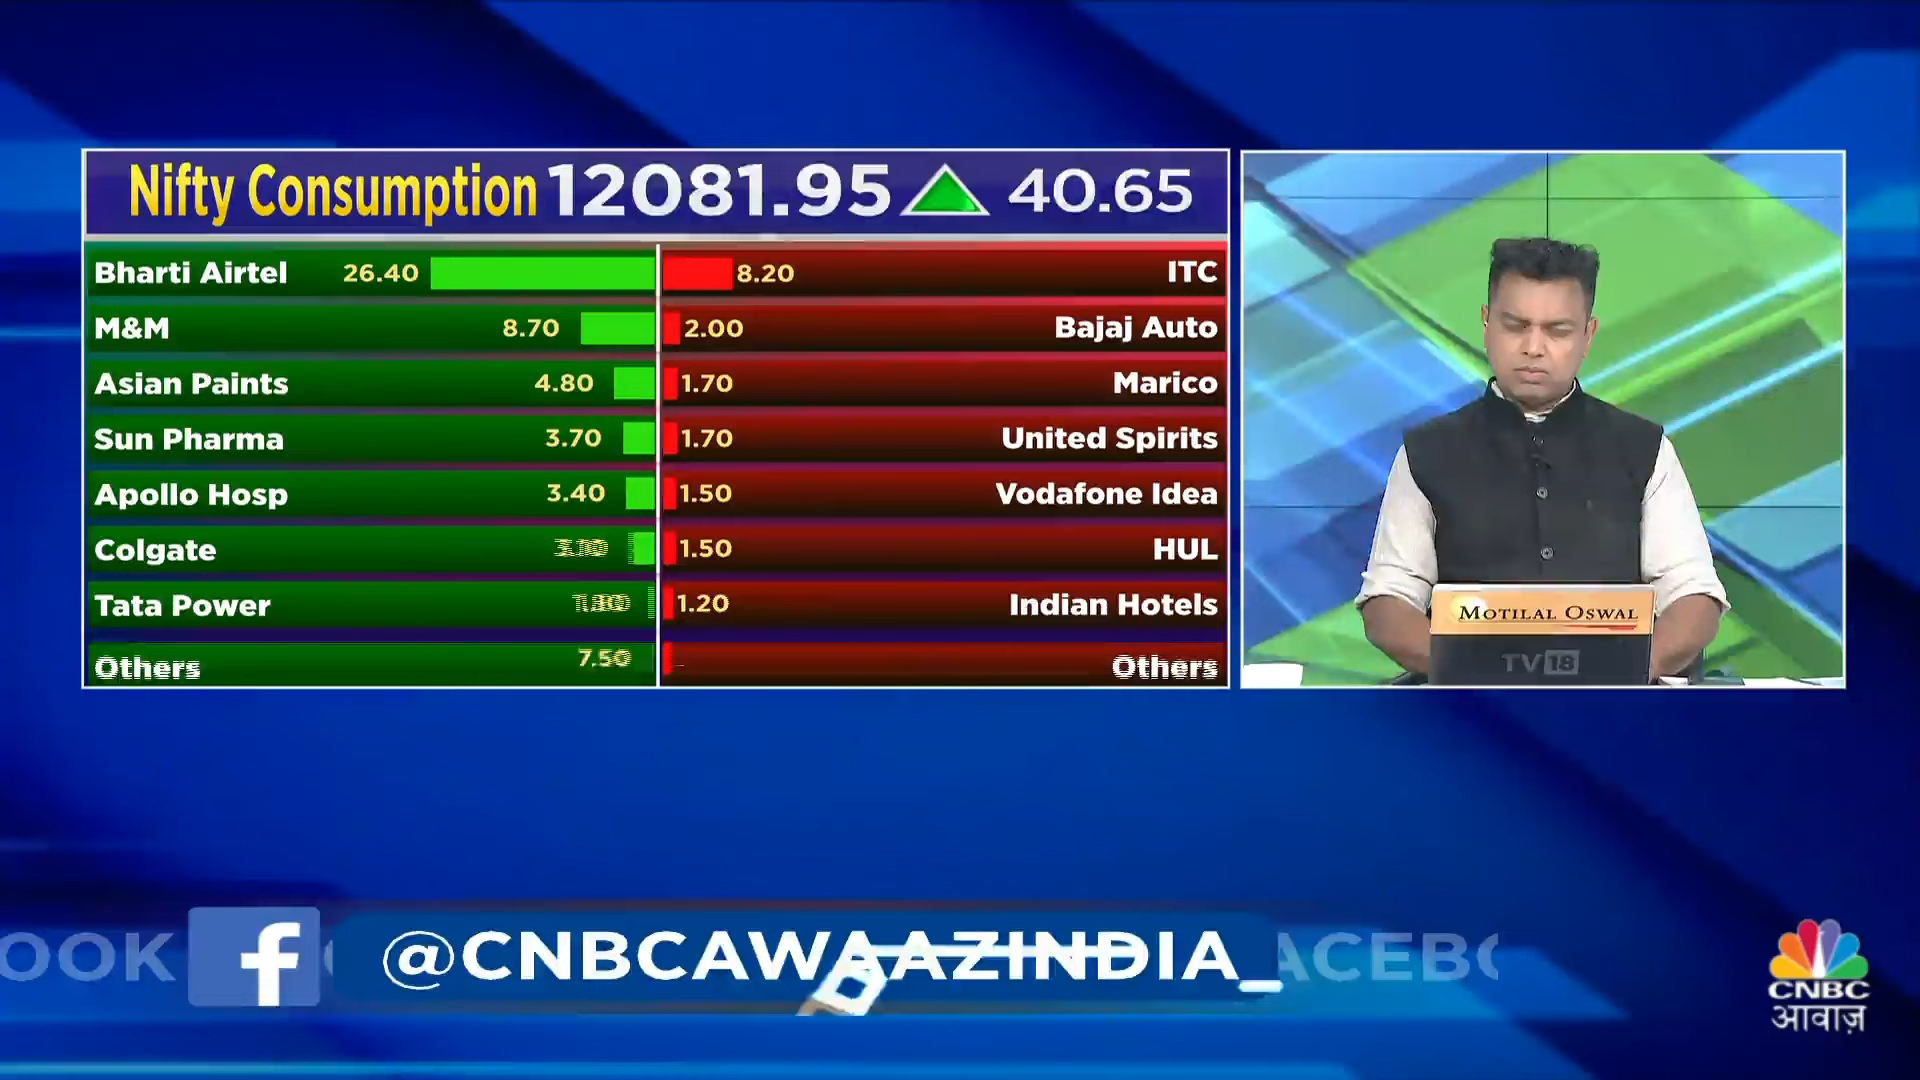 Nifty Consumption 12081.95 40.65
Bharti Airtel 26.40 8.20 ITC
M&M 8.70 2.00 Bajaj Auto
Asian Paints 4.80 1.70 Marico
Sun Pharma 3.70 1.70 United Spirits
Apollo Hosp 3.40 1.50 Vodafone Idea
Colgate 1.50 HUL
Tata Power 1.20 Indian Hotels
Others 7.50 Others
MOTILAL OSWAL
TV18
OOK f @CNBCAWAAZINDIA_ ACEBO
CNBC
आवाज़